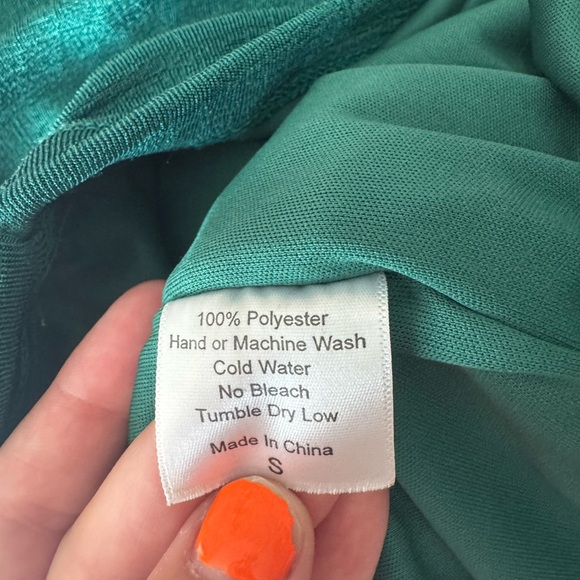 100% Polyester
Hand or Machine Wash
Cold Water
No Bleach
Tumble Dry Low
Made In China
S